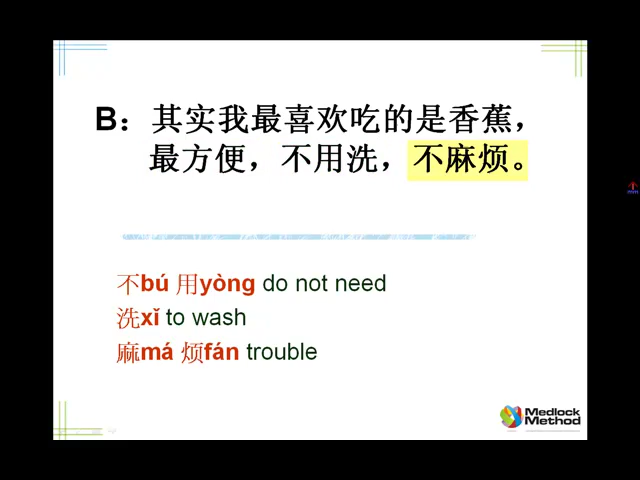 B：其实我最喜欢吃的是香蕉，
最方便，不用洗，不麻烦。
不bú 用yòng do not need
洗xǐ to wash
麻má 烦fán trouble
Medlock
Method